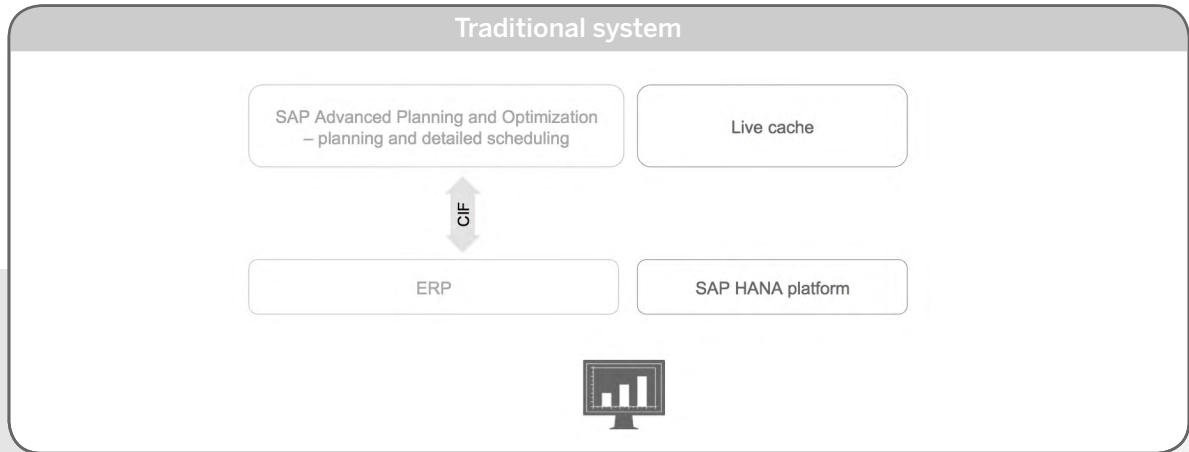 Traditional system
SAP Advanced Planning and Optimization
– planning and detailed scheduling
Live cache
CIF
ERP
SAP HANA platform